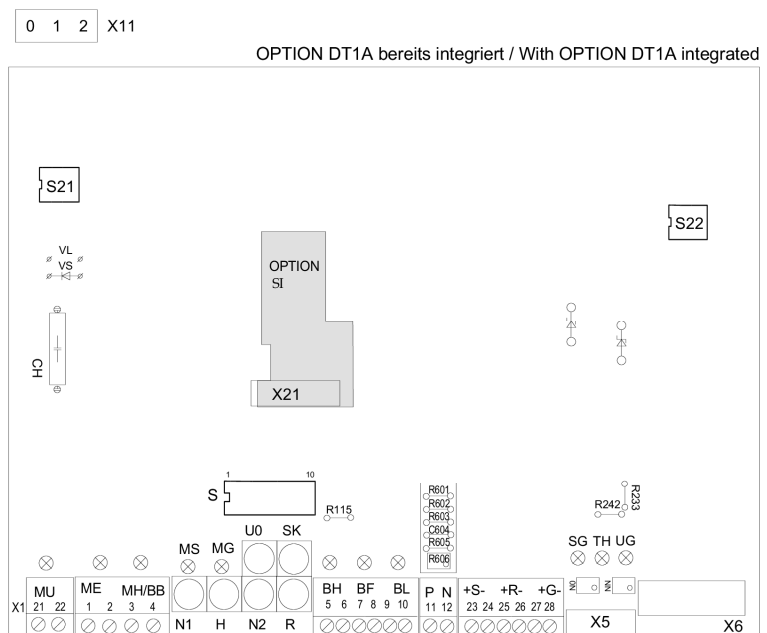 0 1 2 X11
OPTION DT1A bereits integriert / With OPTION DT1A integrated
S21
S22
VL
VS
OPTION
SI
CH
X21
1 10
S
R115
R601
R602
R603
C604
R605
R606
R242
R233
U0 SK
MS MG
SG TH UG
MU
ME MH/BB
BH BF BL
P N
+S- +R- +G-
NO
NN
X1
21 22
1 2 3 4
5 6 7 8 9 10
11 12
23 24 25 26 27 28
N1 H N2 R
X5
X6